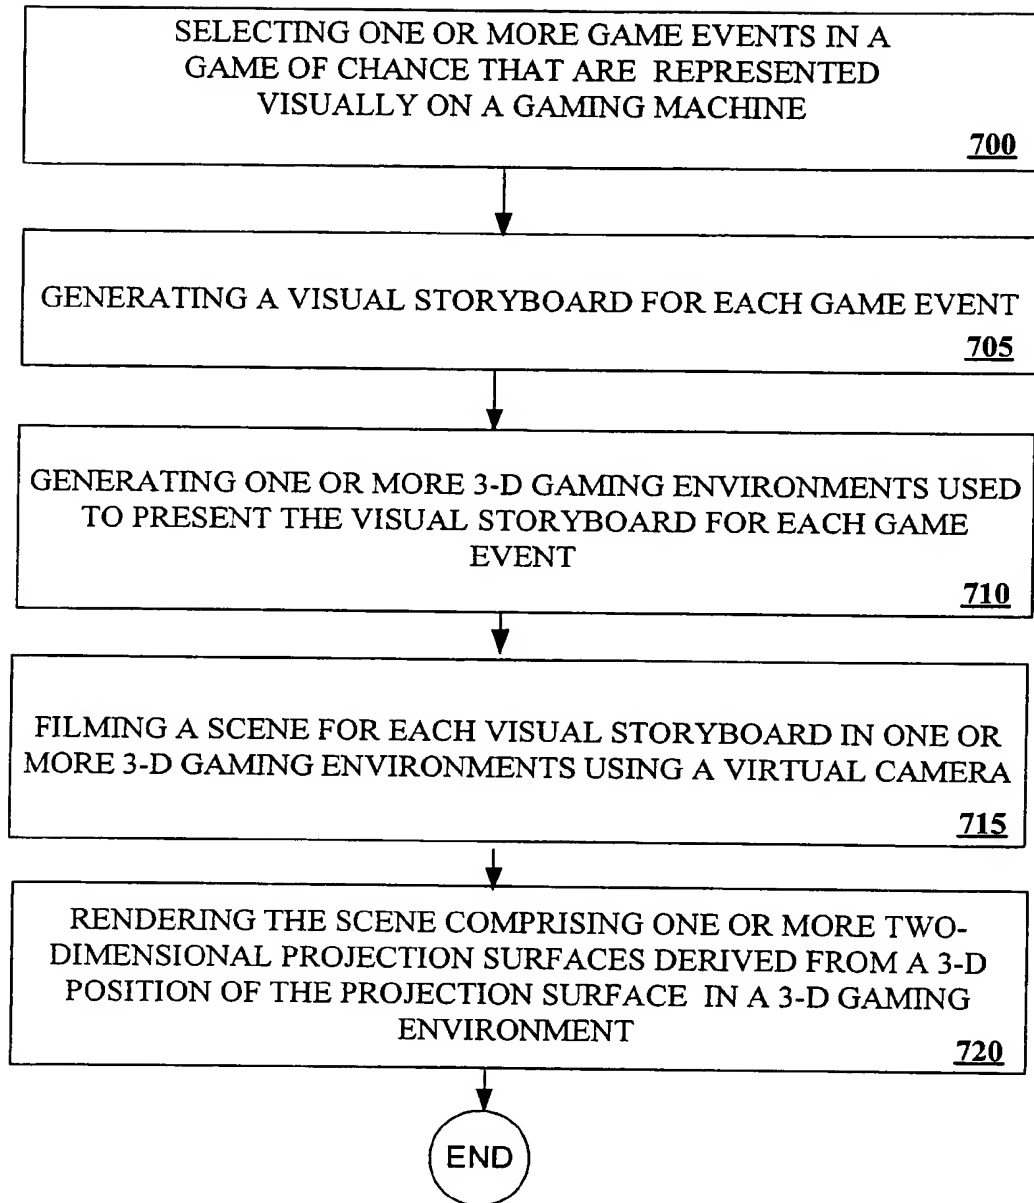 SELECTING ONE OR MORE GAME EVENTS IN A
GAME OF CHANCE THAT ARE REPRESENTED
VISUALLY ON A GAMING MACHINE
700
GENERATING A VISUAL STORYBOARD FOR EACH GAME EVENT
705
GENERATING ONE OR MORE 3-D GAMING ENVIRONMENTS USED
TO PRESENT THE VISUAL STORYBOARD FOR EACH GAME
EVENT
710
FILMING A SCENE FOR EACH VISUAL STORYBOARD IN ONE OR
MORE 3-D GAMING ENVIRONMENTS USING A VIRTUAL CAMERA
715
RENDERING THE SCENE COMPRISING ONE OR MORE TWO-
DIMENSIONAL PROJECTION SURFACES DERIVED FROM A 3-D
POSITION OF THE PROJECTION SURFACE IN A 3-D GAMING
ENVIRONMENT
720
END